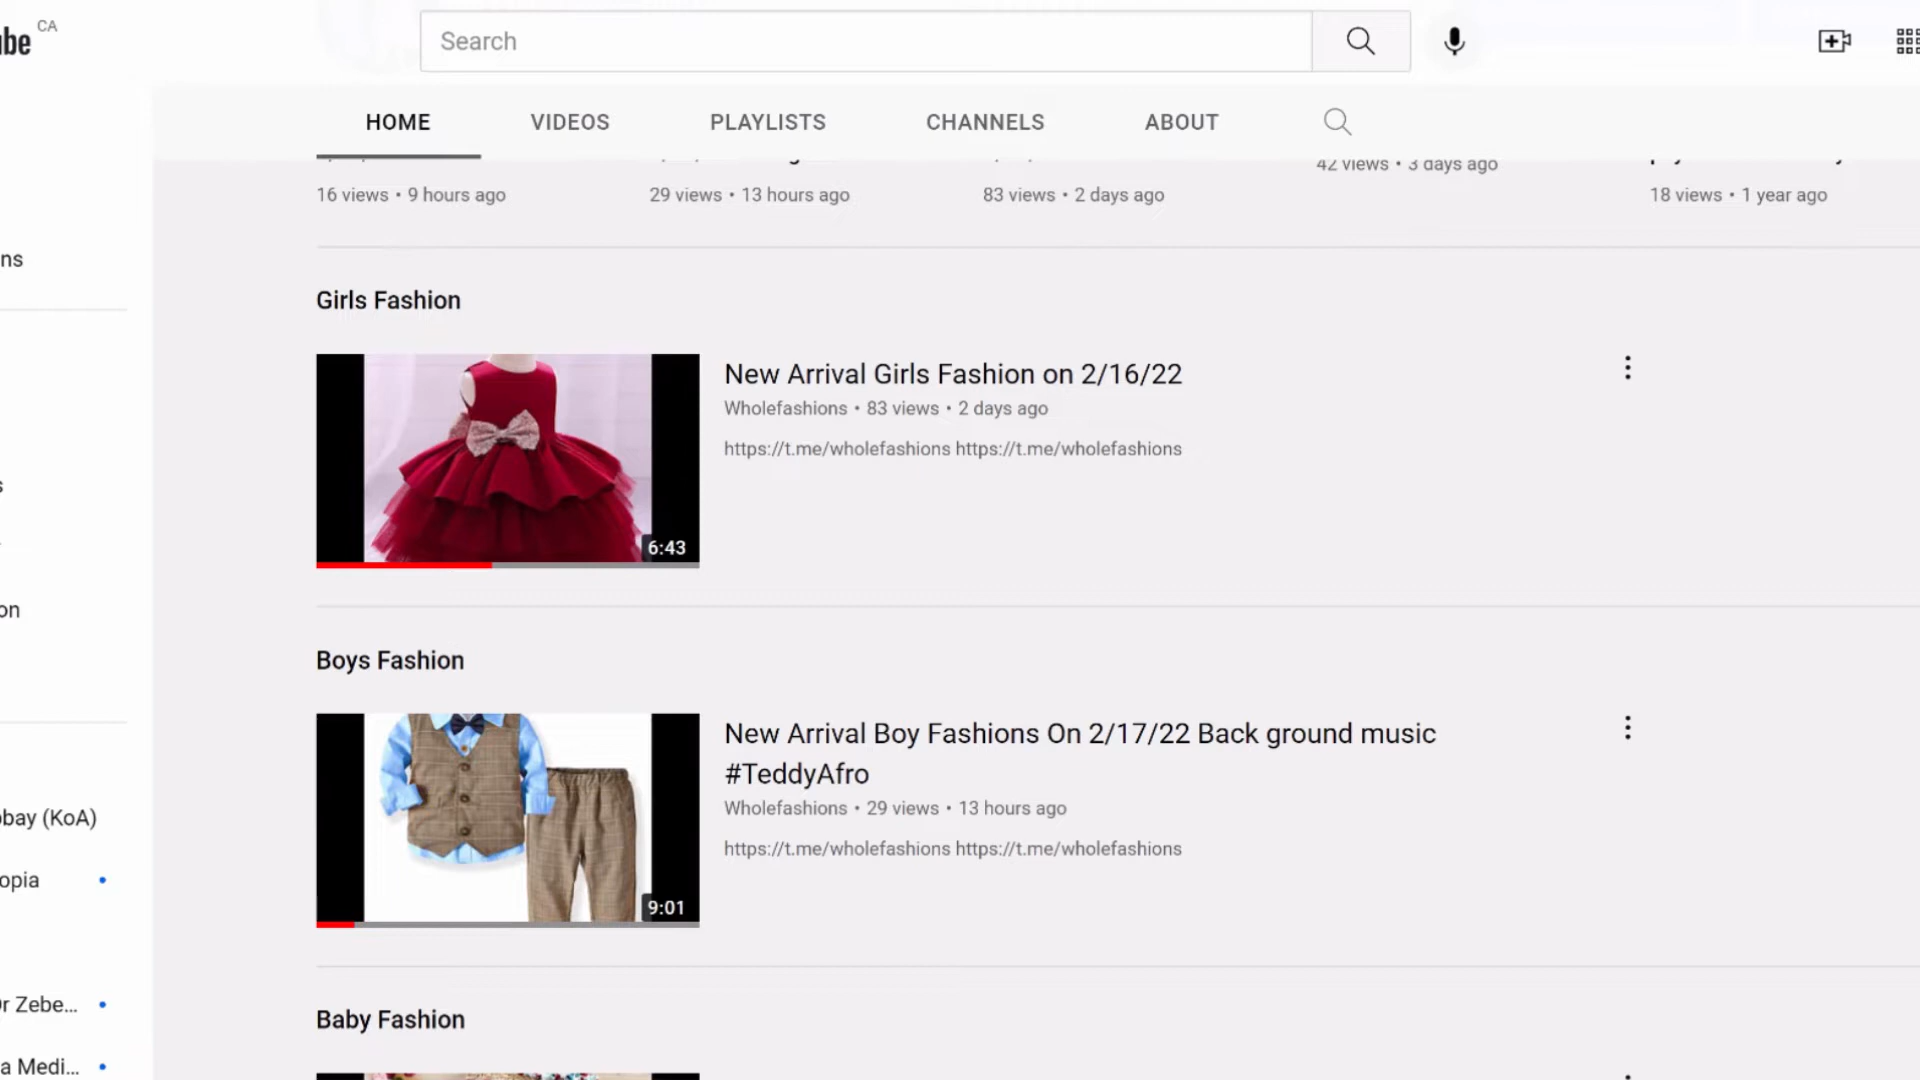 be CA
Search
HOME VIDEOS PLAYLISTS CHANNELS ABOUT
42 views • 3 days ago
16 views • 9 hours ago 29 views • 13 hours ago 83 views • 2 days ago 18 views • 1 year ago
ns
Girls Fashion
New Arrival Girls Fashion on 2/16/22
Wholefashions • 83 views • 2 days ago
https://t.me/wholefashions https://t.me/wholefashions
6:43
s
on
Boys Fashion
New Arrival Boy Fashions On 2/17/22 Back ground music
#TeddyAfro
Wholefashions • 29 views • 13 hours ago
https://t.me/wholefashions https://t.me/wholefashions
9:01
bay (KoA)
opia
r Zebe...
Baby Fashion
a Medi...